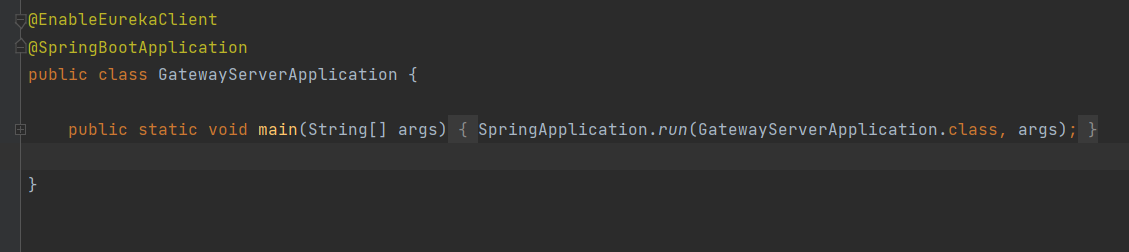 @EnableEurekaClient
@SpringBootApplication
public class GatewayServerApplication {
public static void main(String[] args) { SpringApplication.run(GatewayServerApplication.class, args); }
}